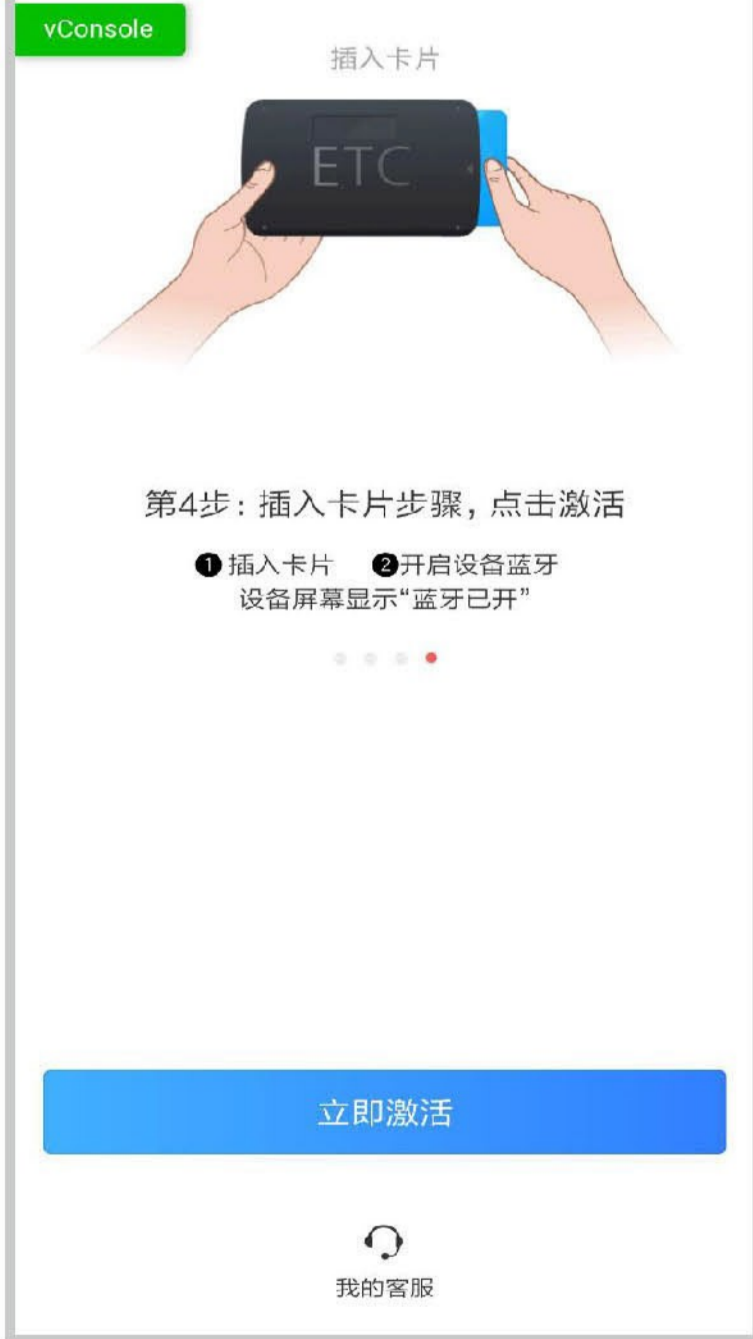 vConsole
插入卡片
ETC
第4步：插入卡片步骤，点击激活
❶插入卡片 ❷开启设备蓝牙
设备屏幕显示“蓝牙已开”
立即激活
我的客服